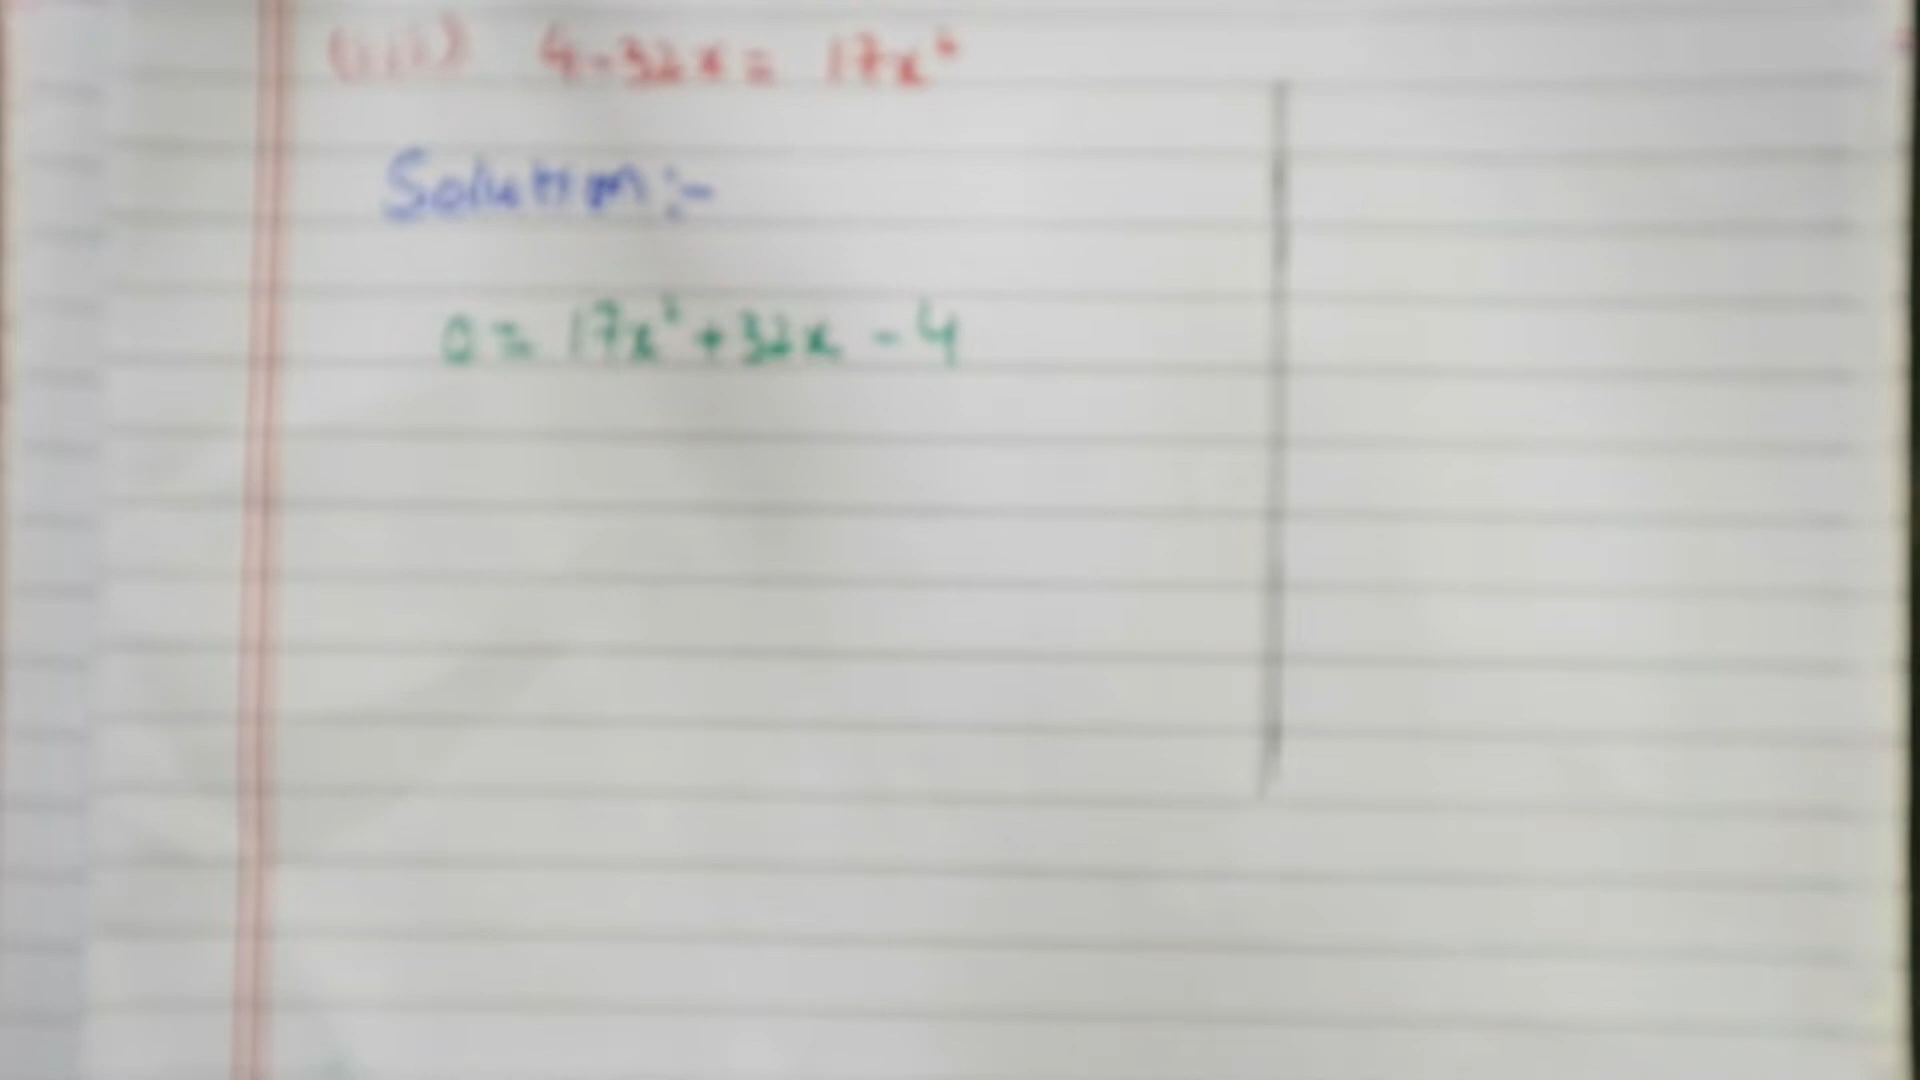 (iii) 4-32x = 17x²
Solution:-
0 = 17x² + 32x - 4